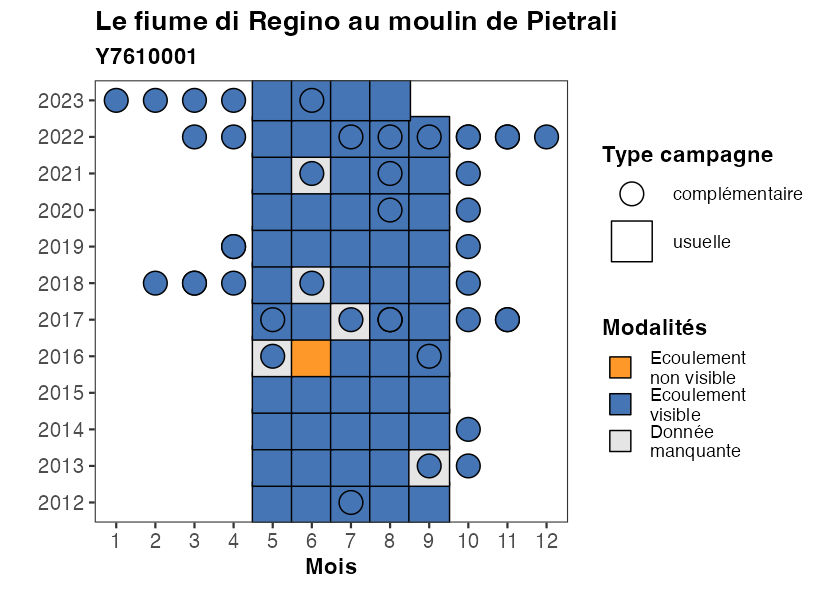 Le fiume di Regino au moulin de Pietrali
Y7610001
2023
2022
2021
2020
2019
2018
2017
2016
2015
2014
2013
2012
1 2 3 4 5 6 7 8 9 10 11 12
Mois
Type campagne
complémentaire
usuelle
Modalités
Ecoulement
non visible
Ecoulement
visible
Donnée
manquante